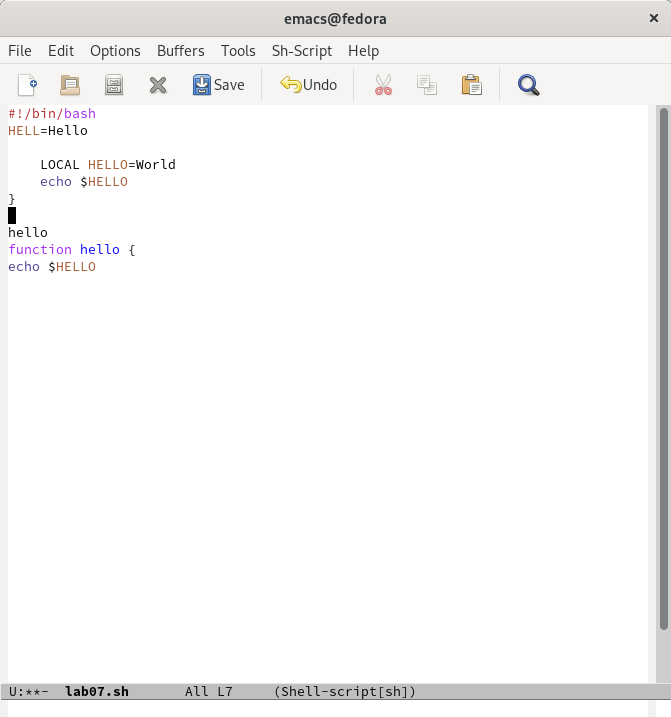 emacs@fedora ×
File Edit Options Buffers Tools Sh-Script Help
Save Undo
#!/bin/bash
HELL=Hello
LOCAL HELLO=World
echo $HELLO
}
hello
function hello {
echo $HELLO
U:**- lab07.sh All L7 (Shell-script[sh])